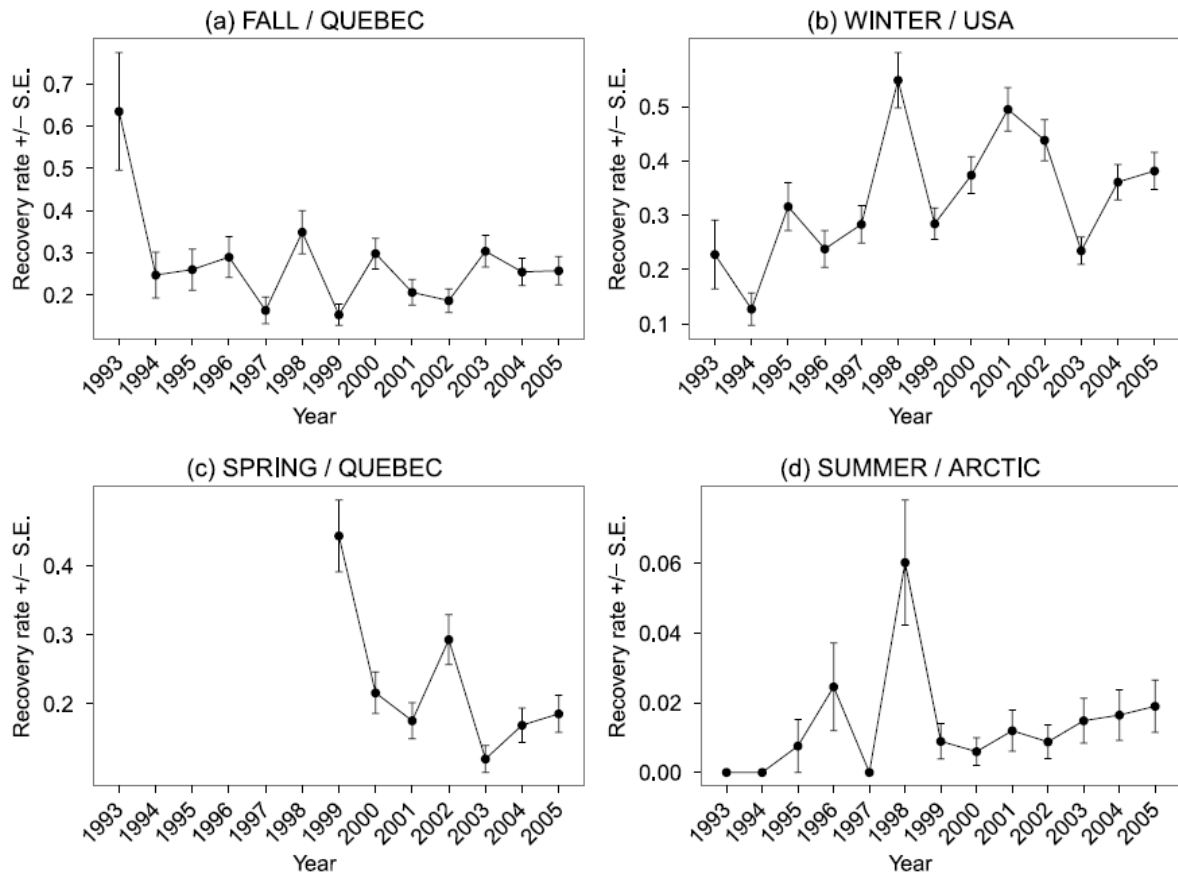 (a) FALL / QUEBEC
Recovery rate +/− S.E.
0.7
0.6
0.5
0.4
0.3
0.2
1993 1994 1995 1996 1997 1998 1999 2000 2001 2002 2003 2004 2005
Year
(b) WINTER / USA
Recovery rate +/− S.E.
0.5
0.4
0.3
0.2
0.1
1993 1994 1995 1996 1997 1998 1999 2000 2001 2002 2003 2004 2005
Year
(c) SPRING / QUEBEC
Recovery rate +/− S.E.
0.4
0.3
0.2
1993 1994 1995 1996 1997 1998 1999 2000 2001 2002 2003 2004 2005
Year
(d) SUMMER / ARCTIC
Recovery rate +/− S.E.
0.06
0.04
0.02
0.00
1993 1994 1995 1996 1997 1998 1999 2000 2001 2002 2003 2004 2005
Year